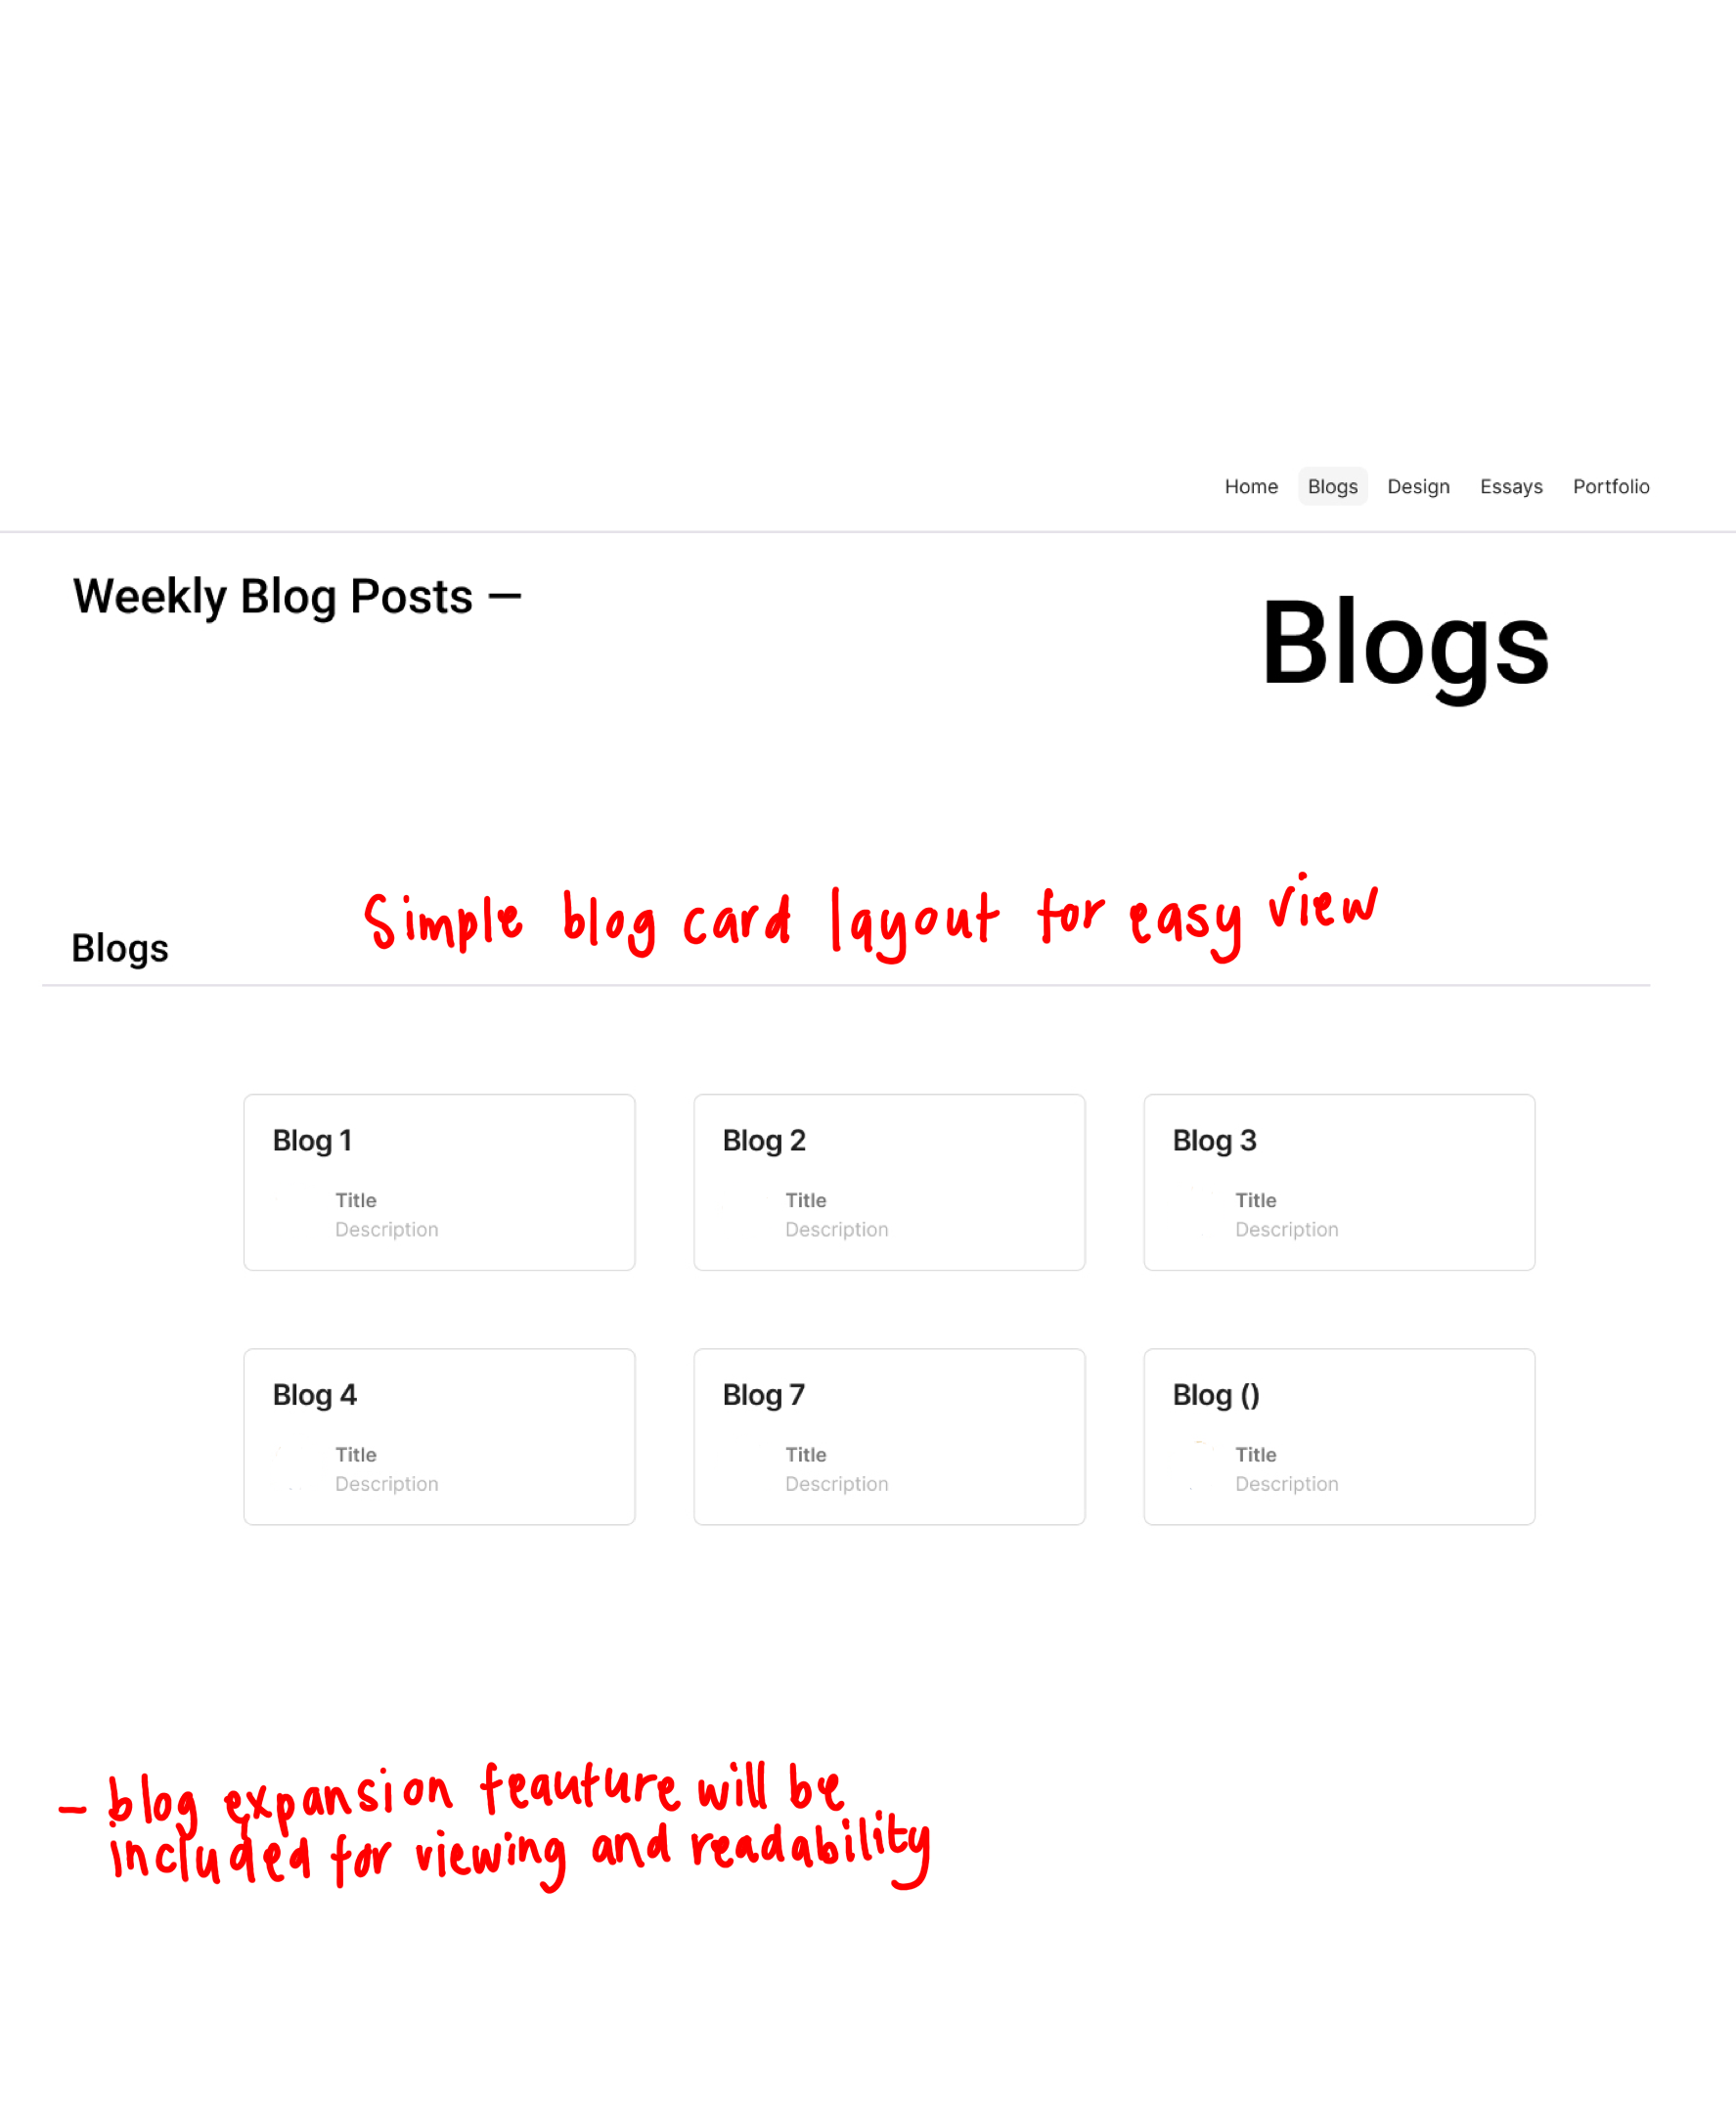 Home Blogs Design Essays Portfolio
Weekly Blog Posts —
Blogs
Simple blog card layout for easy view
Blogs
Blog 1
Title
Description
Blog 2
Title
Description
Blog 3
Title
Description
Blog 4
Title
Description
Blog 7
Title
Description
Blog ()
Title
Description
- blog expansion feauture will be
included for viewing and readability